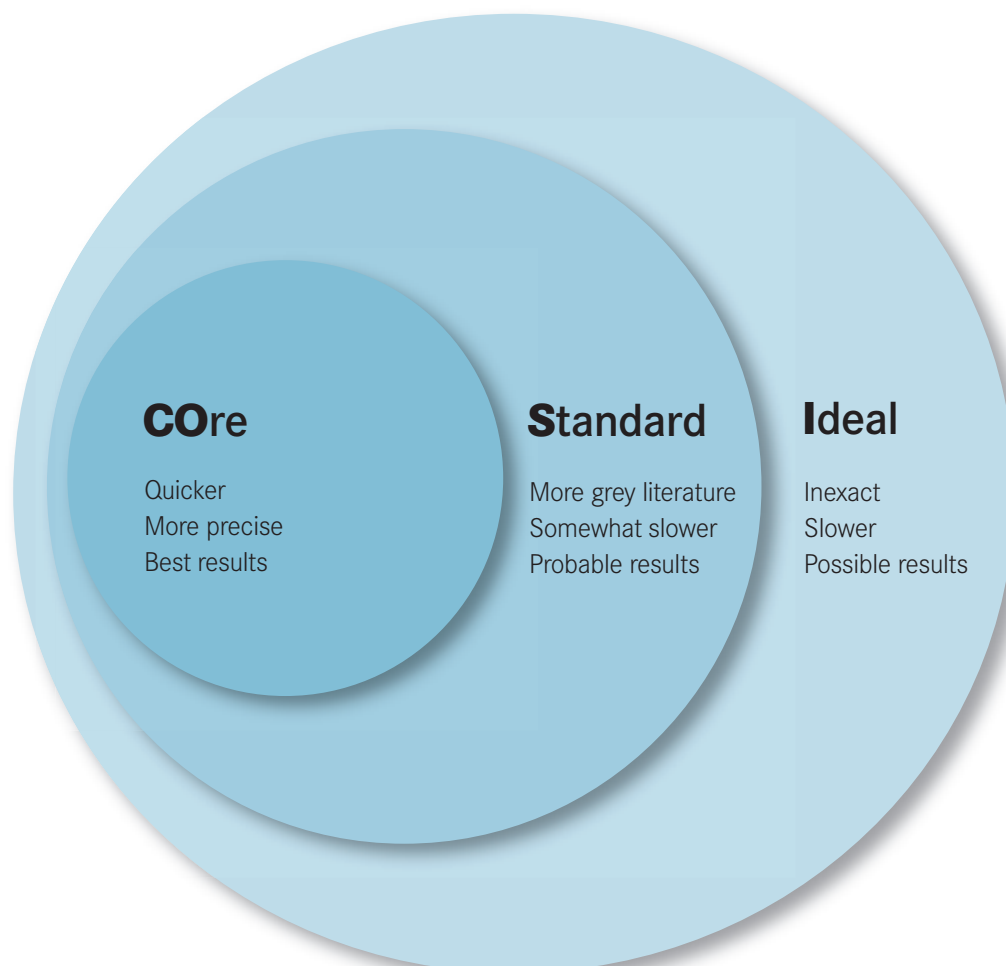 COre
Quicker
More precise
Best results
Standard
More grey literature
Somewhat slower
Probable results
Ideal
Inexact
Slower
Possible results